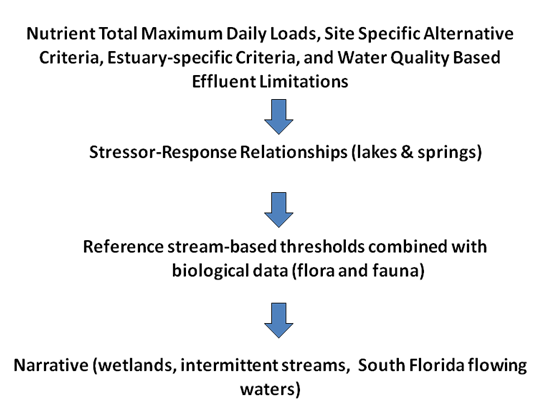 Nutrient Total Maximum Daily Loads, Site Specific Alternative
Criteria, Estuary-specific Criteria, and Water Quality Based
Effluent Limitations
Stressor-Response Relationships (lakes & springs)
Reference stream-based thresholds combined with
biological data (flora and fauna)
Narrative (wetlands, intermittent streams, South Florida flowing
waters)